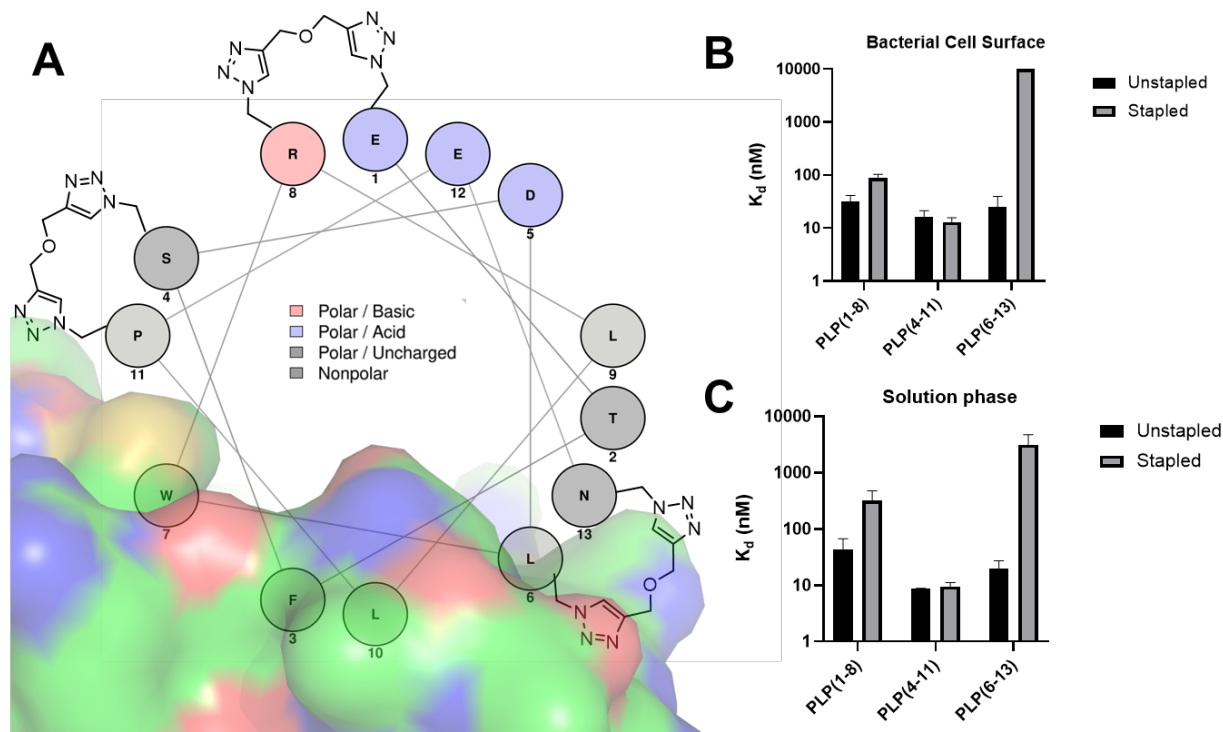 A
N
N
N
O
N
N
N
R
8
E
1
E
12
D
5
N
N
N
O
N
N
N
S
4
P
11
Polar / Basic
Polar / Acid
Polar / Uncharged
Nonpolar
L
9
T
2
N
13
W
7
L
6
F
3
L
10
N
N
N
O
N
N
N
B
Bacterial Cell Surface
Kd (nM)
10000
1000
100
10
1
PLP(1-8)
PLP(4-11)
PLP(6-13)
Unstapled
Stapled
C
Solution phase
Kd (nM)
10000
1000
100
10
1
PLP(1-8)
PLP(4-11)
PLP(6-13)
Unstapled
Stapled